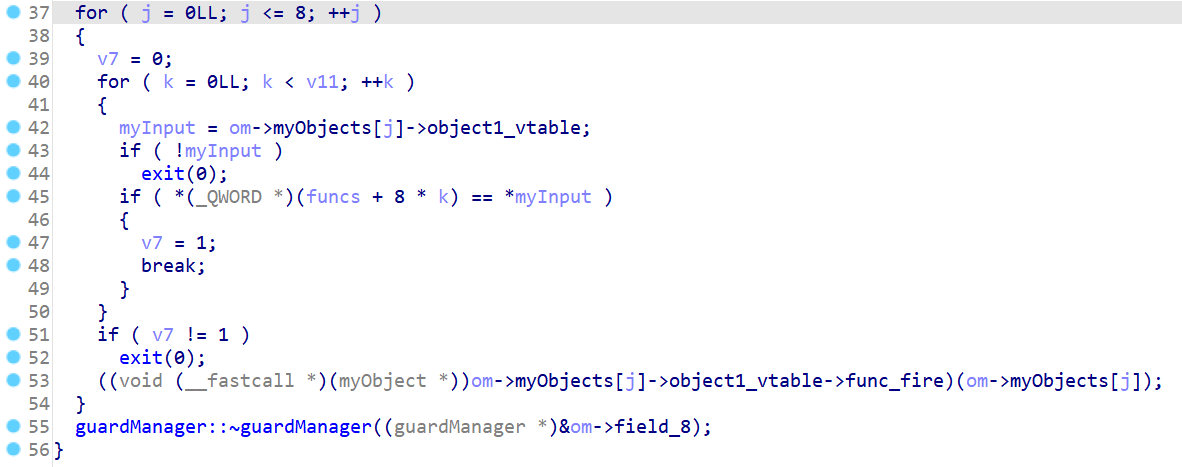 37 for ( j = 0LL; j <= 8; ++j )
38 {
39 v7 = 0;
40 for ( k = 0LL; k < v11; ++k )
41 {
42 myInput = om->myObjects[j]->object1_vtable;
43 if ( !myInput )
44 exit(0);
45 if ( *(_QWORD *)(funcs + 8 * k) == *myInput )
46 {
47 v7 = 1;
48 break;
49 }
50 }
51 if ( v7 != 1 )
52 exit(0);
53 ((void (__fastcall *)(myObject *))om->myObjects[j]->object1_vtable->func_fire)(om->myObjects[j]);
54 }
55 guardManager::~guardManager((guardManager *)&om->field_8);
56 }